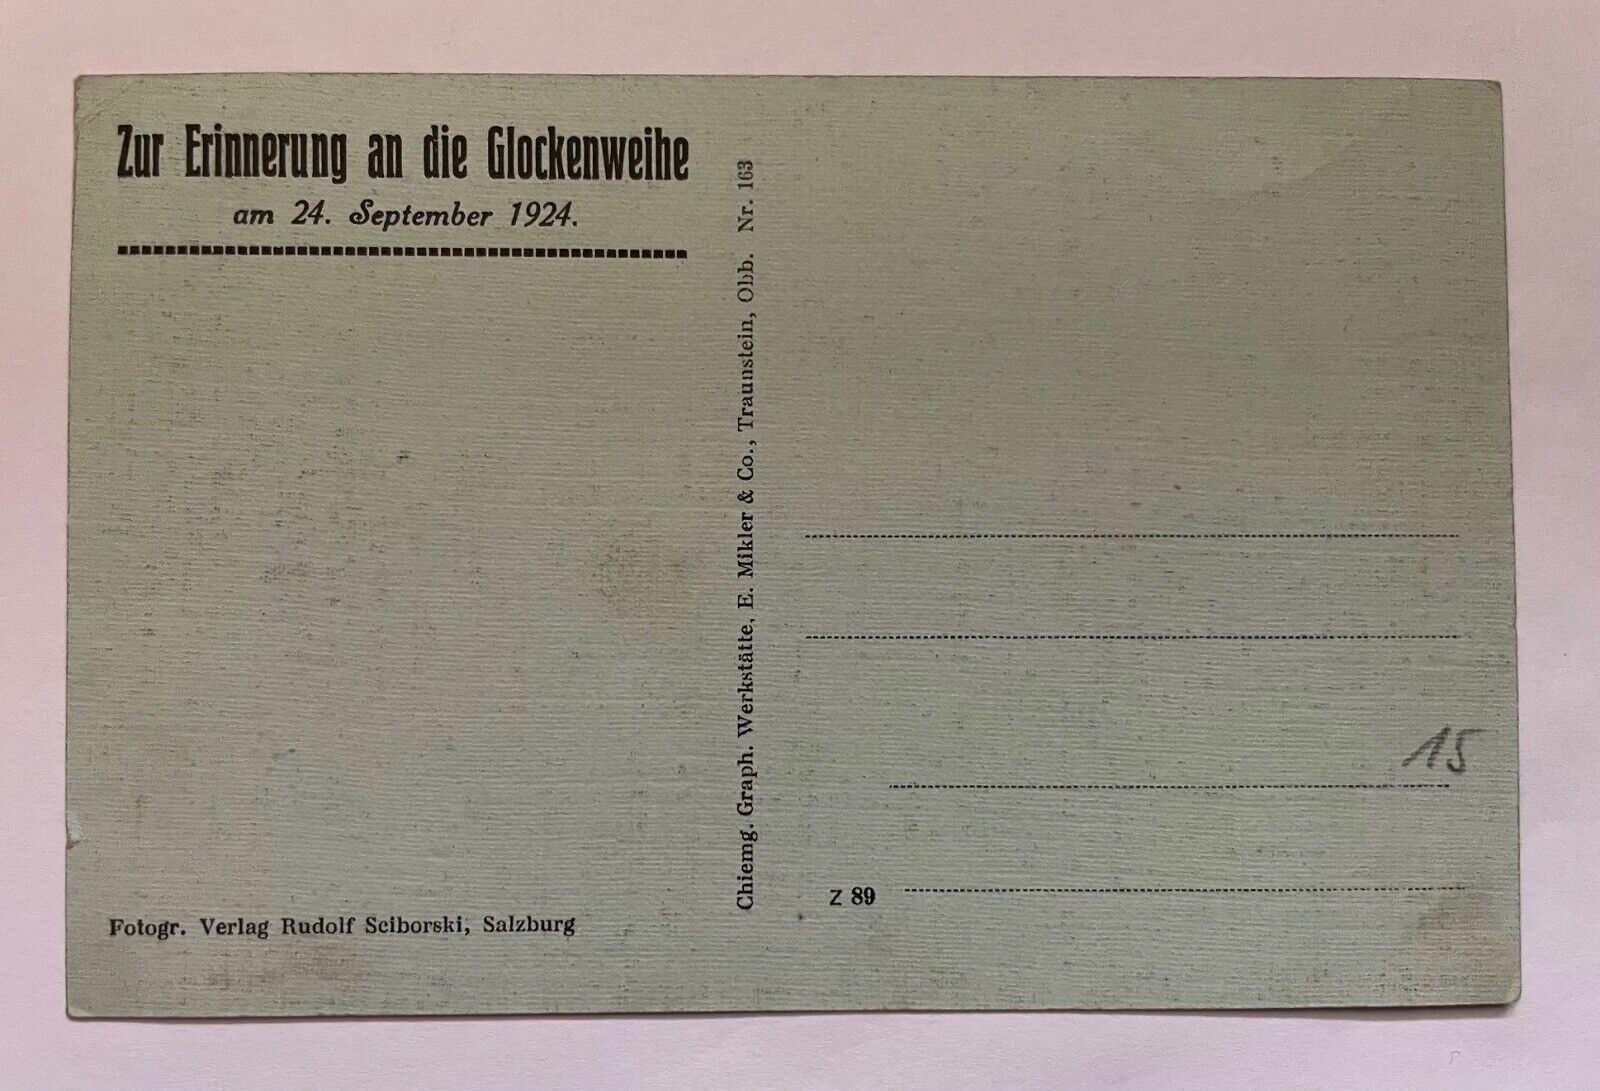 Zur Erinnerung an die Glockenweihe
am 24. September 1924.
Fotogr. Verlag Rudolf Sciborski, Salzburg
Chiemg. Graph. Werkstätte, E. Mikler & Co., Traunstein, Obb. Nr. 163
15
Z 89